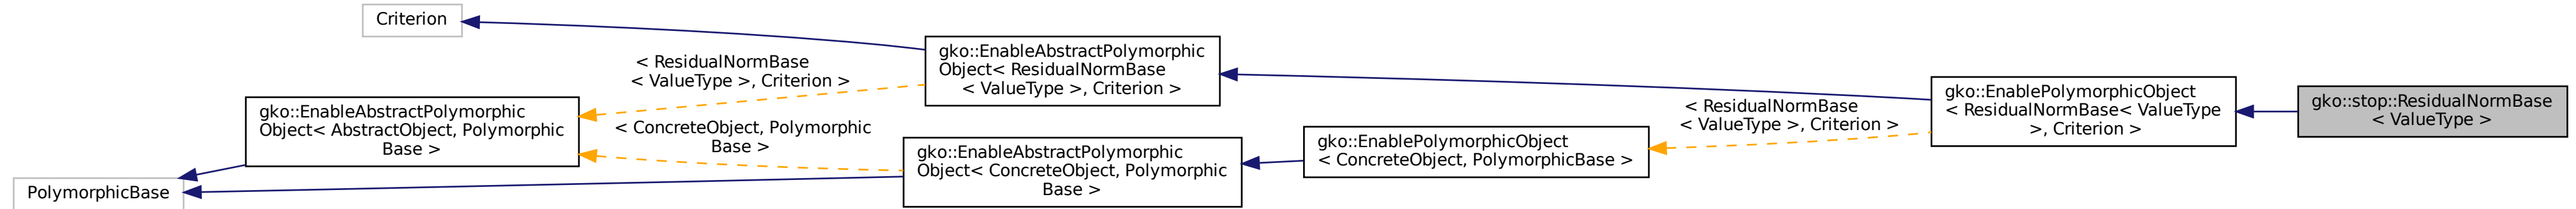 Criterion
gko::EnableAbstractPolymorphic
Object< ResidualNormBase
< ValueType >, Criterion >
< ResidualNormBase
< ValueType >, Criterion >
gko::EnablePolymorphicObject
< ResidualNormBase< ValueType
>, Criterion >
gko::stop::ResidualNormBase
< ValueType >
gko::EnableAbstractPolymorphic
Object< AbstractObject, Polymorphic
Base >
< ResidualNormBase
< ValueType >, Criterion >
< ConcreteObject, Polymorphic
Base >
gko::EnablePolymorphicObject
< ConcreteObject, PolymorphicBase >
gko::EnableAbstractPolymorphic
Object< ConcreteObject, Polymorphic
Base >
PolymorphicBase